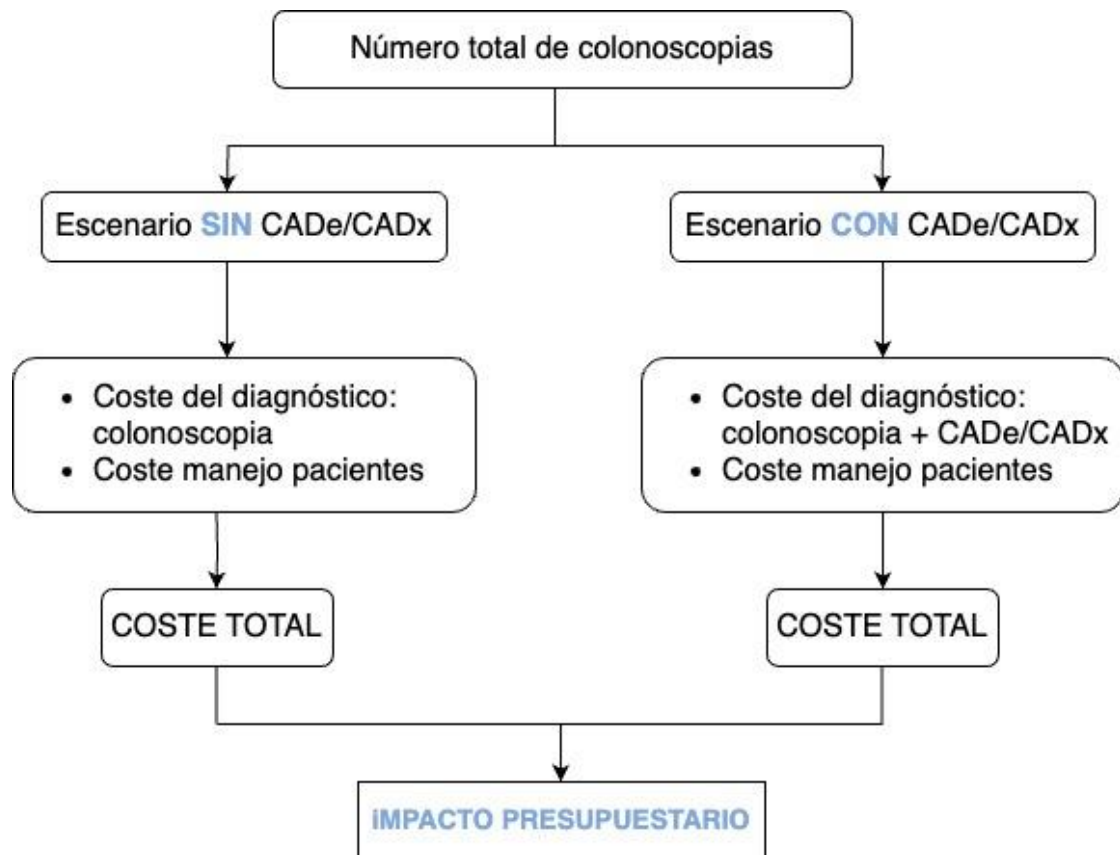 Número total de colonoscopias
Escenario SIN CADe/CADx
Escenario CON CADe/CADx
• Coste del diagnóstico:
colonoscopia
• Coste manejo pacientes
• Coste del diagnóstico:
colonoscopia + CADe/CADx
• Coste manejo pacientes
COSTE TOTAL
COSTE TOTAL
iMPACTO PRESUPUESTARIO